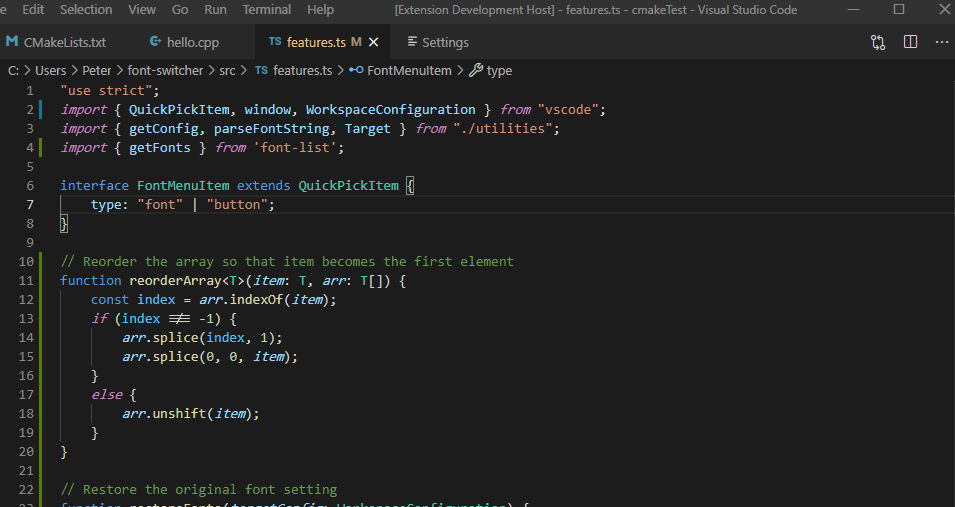 e Edit Selection View Go Run Terminal Help [Extension Development Host] - features.ts - cmakeTest - Visual Studio Code
CMakeLists.txt hello.cpp TS features.ts M Settings
C: > Users > Peter > font-switcher > src > TS features.ts > FontMenuItem > type
1 "use strict";
2 import { QuickPickItem, window, WorkspaceConfiguration } from "vscode";
3 import { getConfig, parseFontString, Target } from "./utilities";
4 import { getFonts } from 'font-list';
5
6 interface FontMenuItem extends QuickPickItem {
7 type: "font" | "button";
8 }
9
10 // Reorder the array so that item becomes the first element
11 function reorderArray<T>(item: T, arr: T[]) {
12 const index = arr.indexOf(item);
13 if (index !== -1) {
14 arr.splice(index, 1);
15 arr.splice(0, 0, item);
16 }
17 else {
18 arr.unshift(item);
19 }
20 }
21
22 // Restore the original font setting